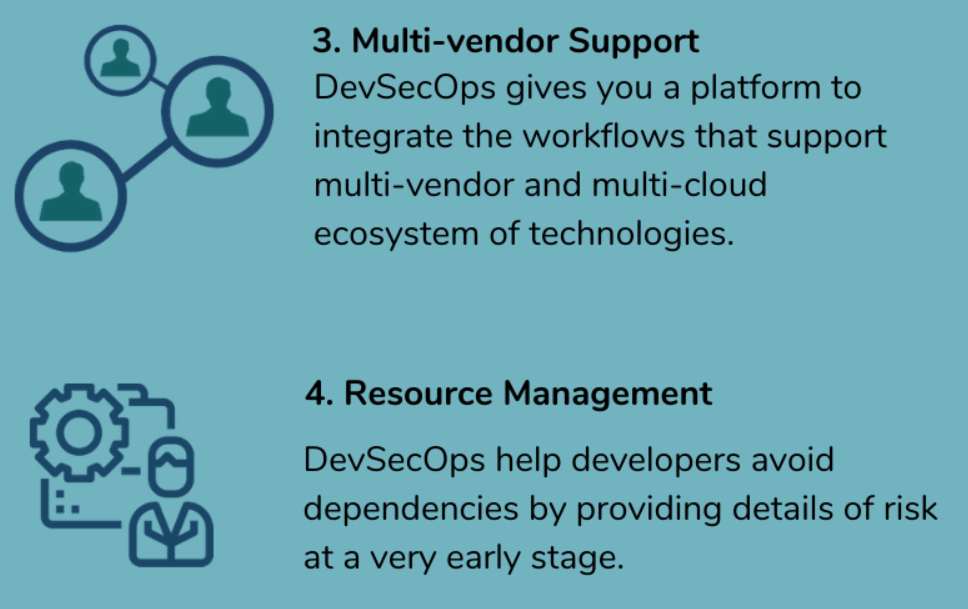 3. Multi-vendor Support
DevSecOps gives you a platform to
integrate the workflows that support
multi-vendor and multi-cloud
ecosystem of technologies.
4. Resource Management
DevSecOps help developers avoid
dependencies by providing details of risk
at a very early stage.